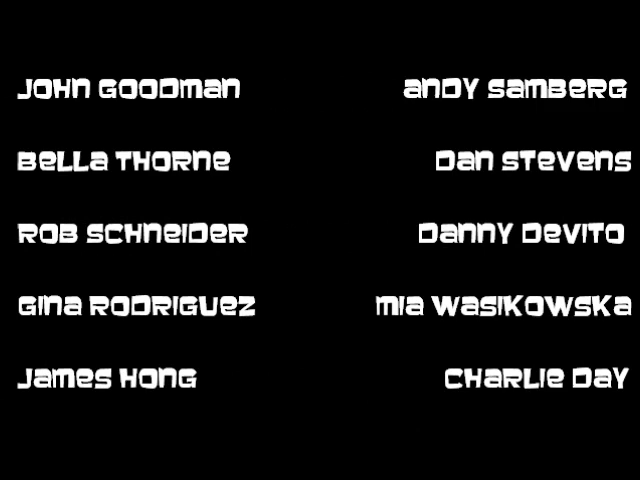 JOHN GOODMAN ANDY SAMBERG
BELLA THORNE DAN STEVENS
ROB SCHNEIDER DANNY DEVITO
GINA RODRIGUEZ MIA WASIKOWSKA
JAMES HONG CHARLIE DAY